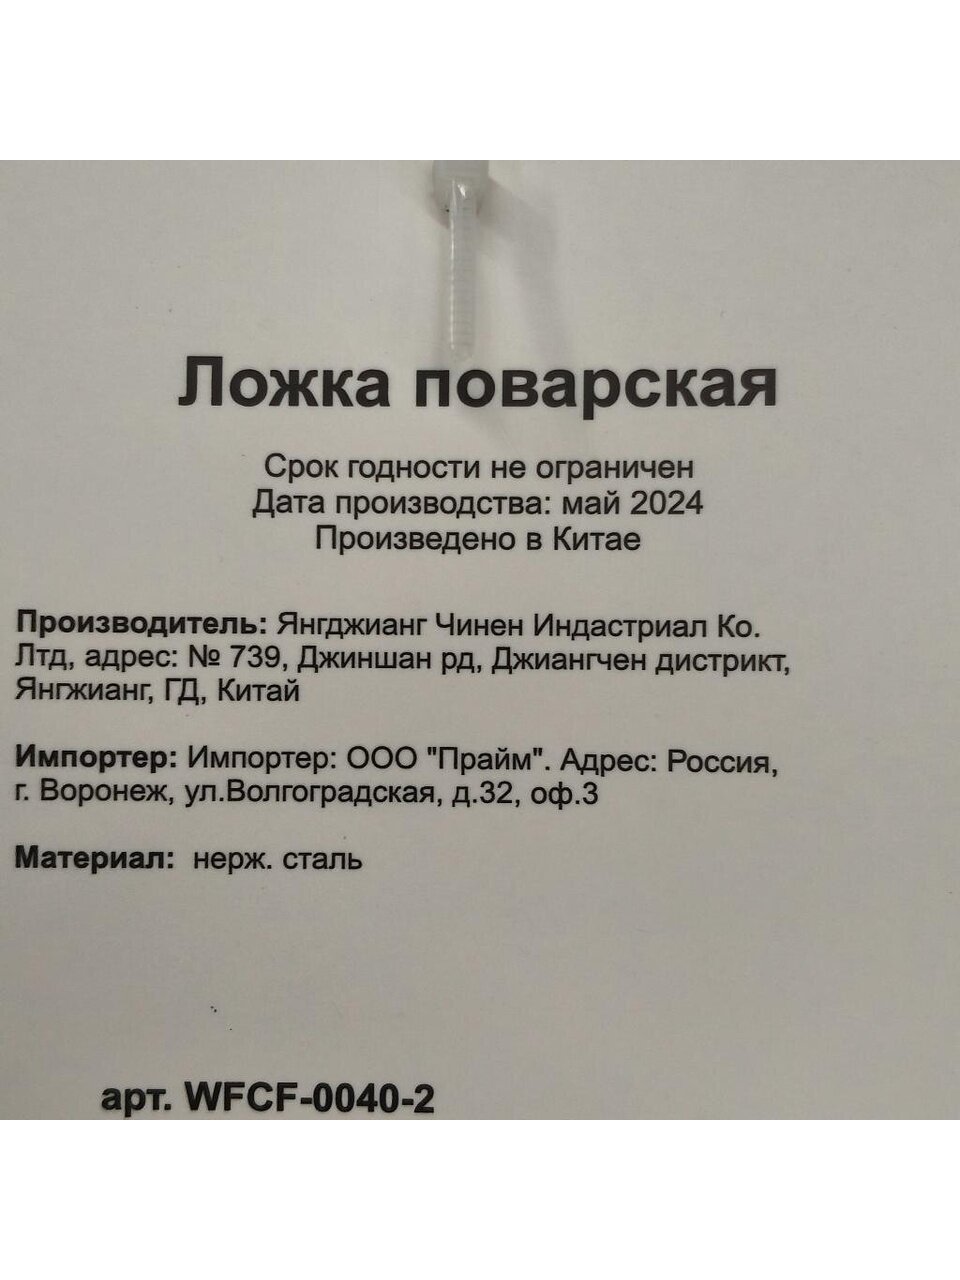 Ложка поварская
Срок годности не ограничен
Дата производства: май 2024
Произведено в Китае
Производитель: Янгджианг Чинен Индастриал Ко.
Лтд, адрес: № 739, Джиншан рд, Джиангчен дистрикт,
Янгжианг, ГД, Китай
Импортер: Импортер: ООО "Прайм". Адрес: Россия,
г. Воронеж, ул.Волгоградская, д.32, оф.3
Материал: нерж. сталь
арт. WFCF-0040-2